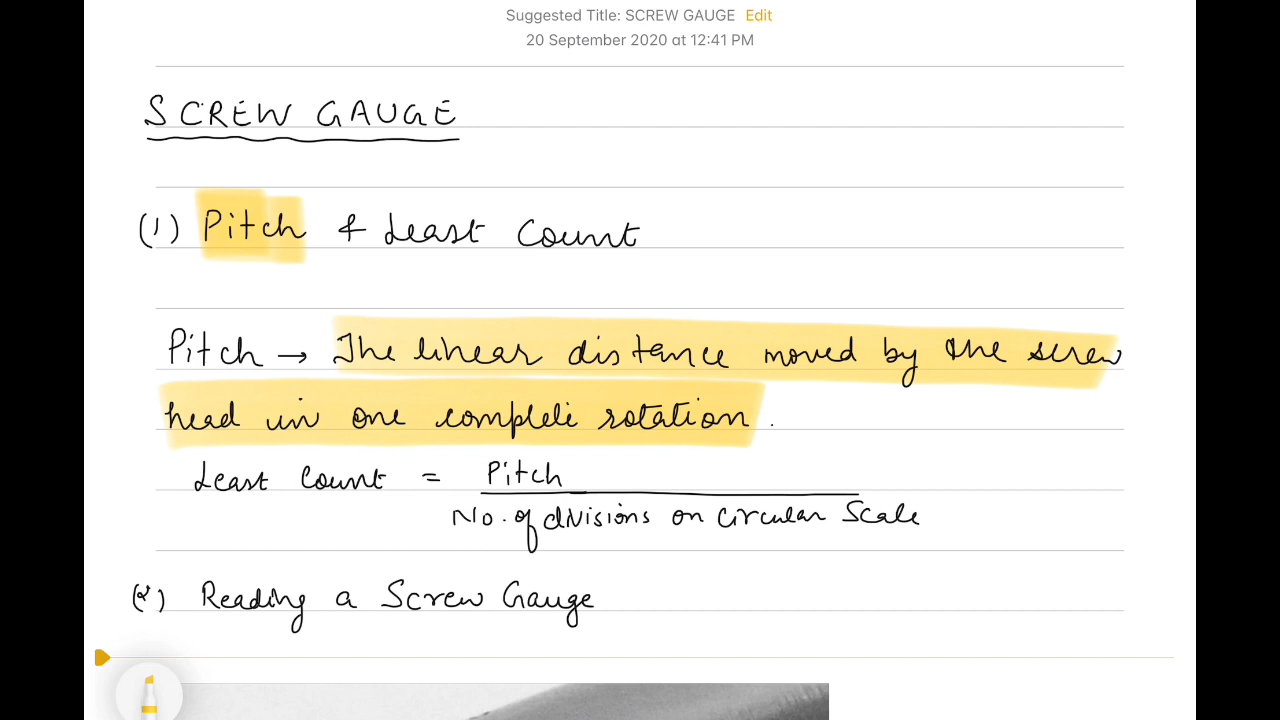 Suggested Title: SCREW GAUGE Edit
20 September 2020 at 12:41 PM
SCREW GAUGE
(1) Pitch & Least Count
Pitch → The linear distance moved by the screw
head in one complete rotation.
Least Count = Pitch
No. of divisions on Circular Scale
(2) Reading a Screw Gauge